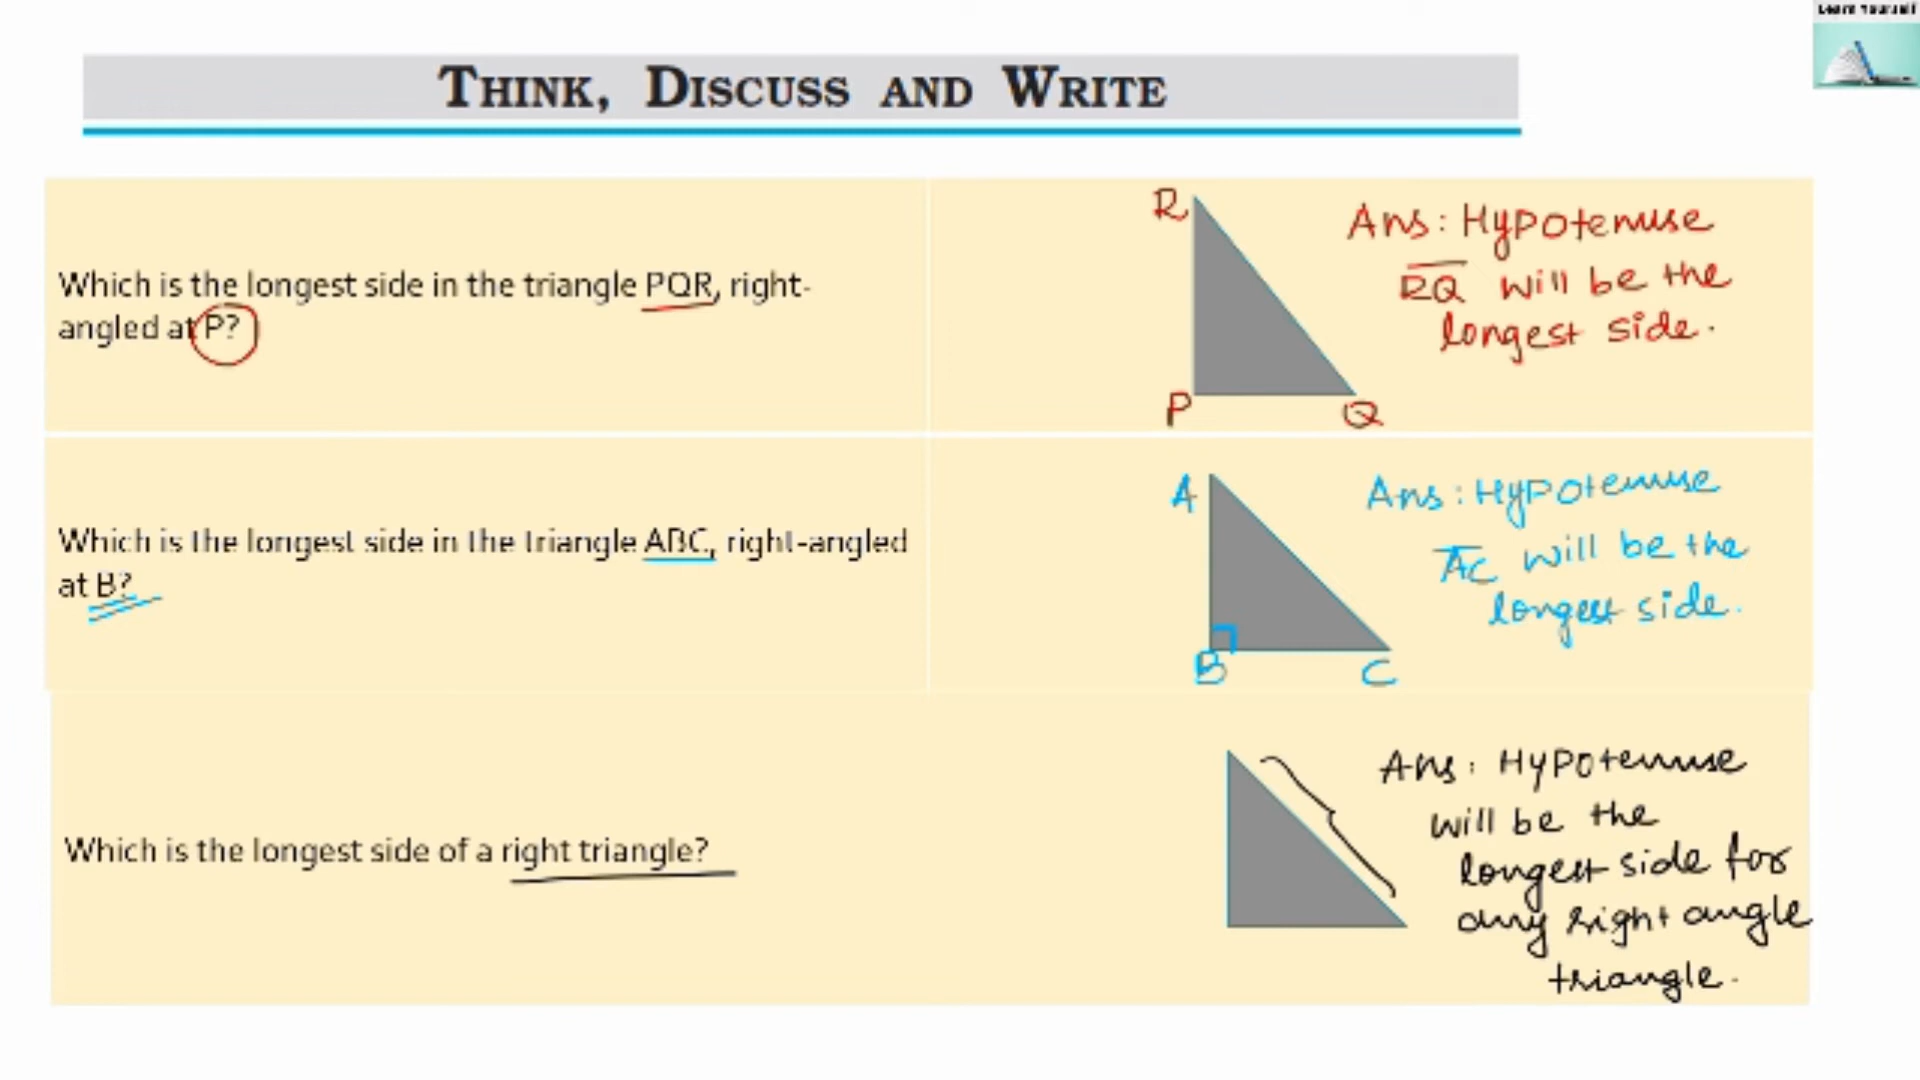 Learn Yourself
THINK, DISCUSS AND WRITE
Which is the longest side in the triangle PQR, right-
angled at P?
R
P
Q
Ans: Hypotenuse
RQ will be the
longest side.
Which is the longest side in the triangle ABC, right-angled
at B?
A
B
C
Ans: Hypotenuse
AC will be the
longest side.
Which is the longest side of a right triangle?
Ans: Hypotenuse
will be the
longest side for
any right angle
triangle.